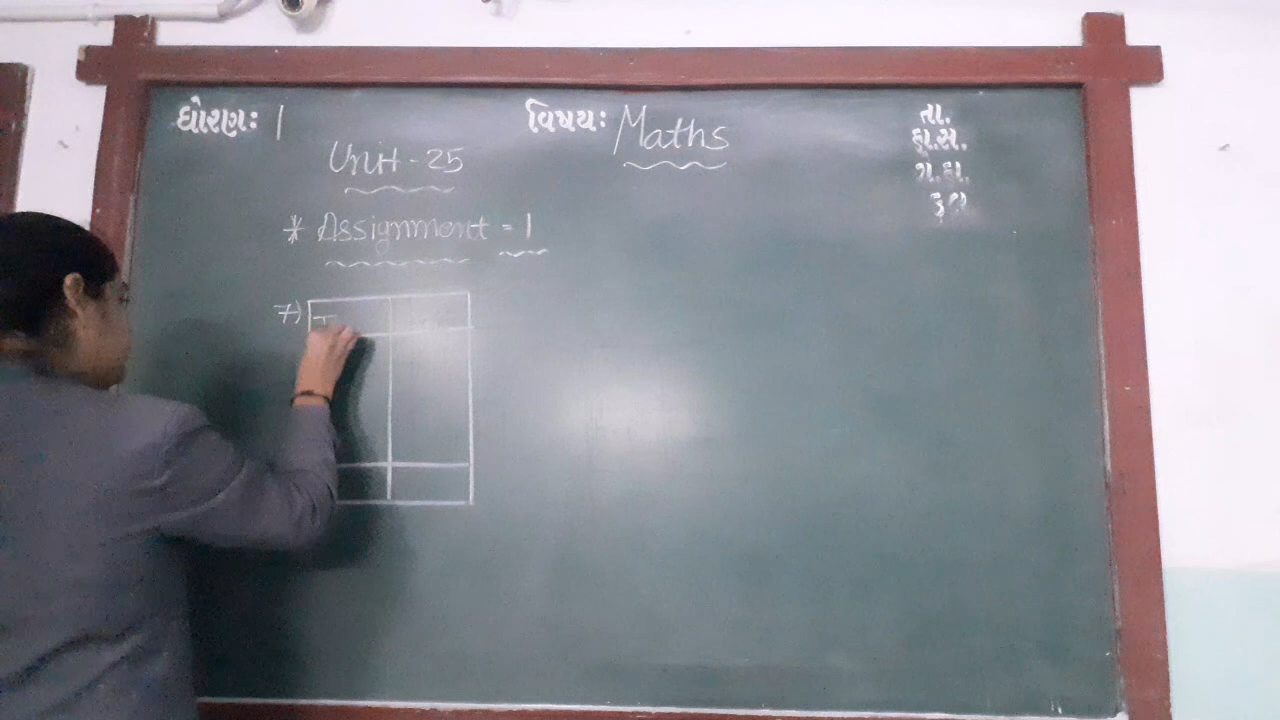 ધોરણ: 1 વિષય: Maths તા.
હા.સ.
ગે.હા.
કુલ
Unit - 25
* Assignment = 1
7) T